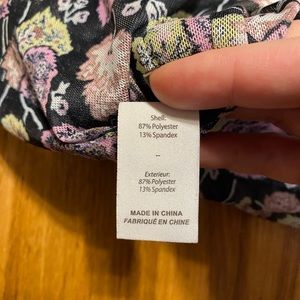 Shell:
87% Polyester
13% Spandex
--
Exterieur:
87% Polyester
13% Spandex
MADE IN CHINA
FABRIQUÉ EN CHINE